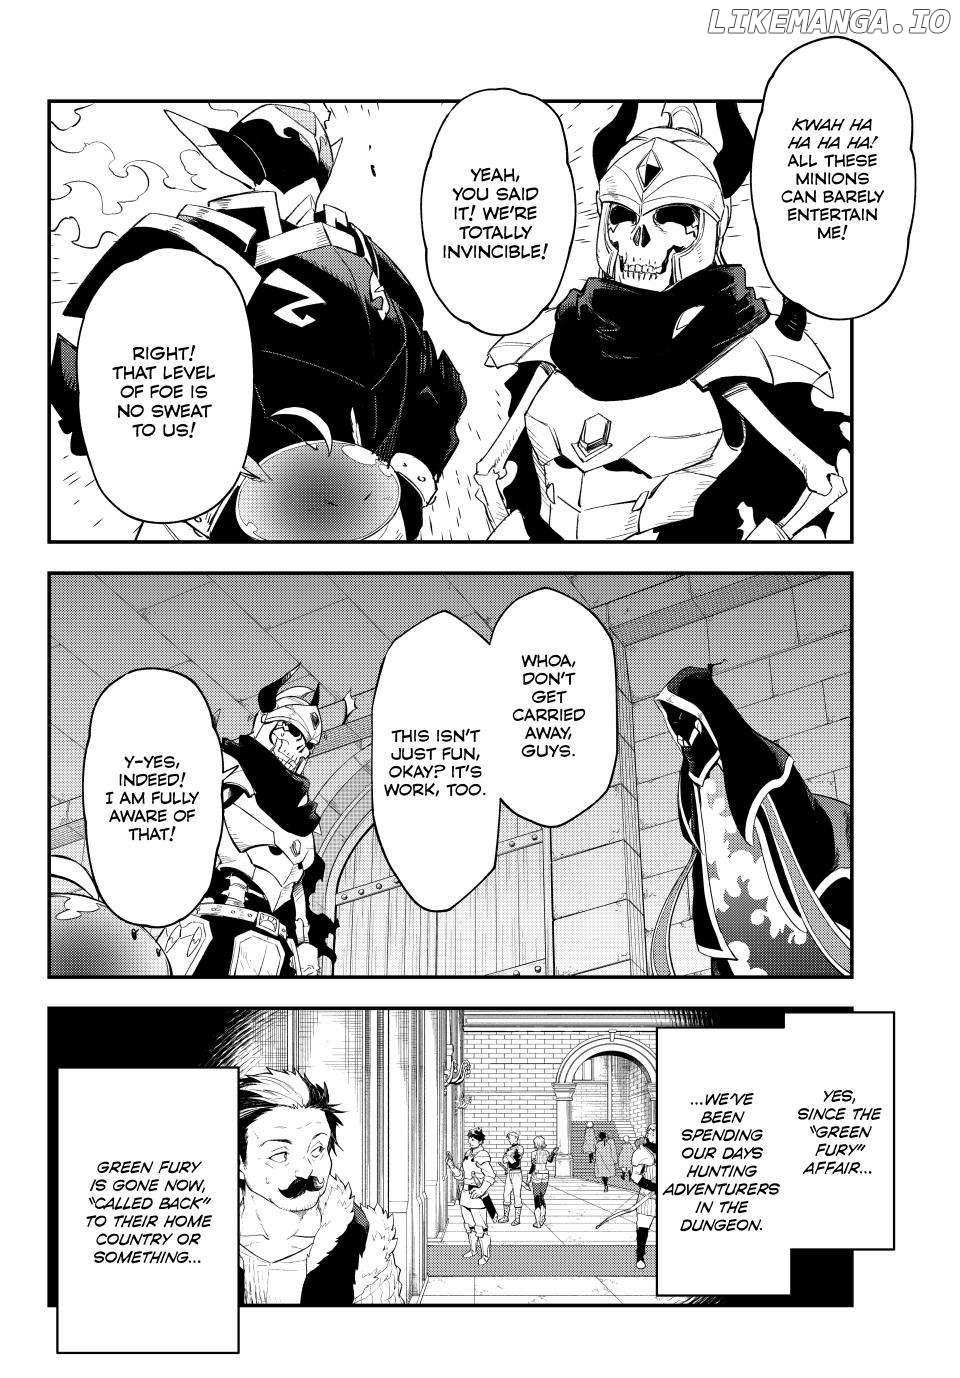 LIKEMANGA.IO
KWAH HA
HA HA HA!
ALL THESE
MINIONS
CAN BARELY
ENTERTAIN
ME!
YEAH,
YOU SAID
IT! WE'RE
TOTALLY
INVINCIBLE!
RIGHT!
THAT LEVEL
OF FOE IS
NO SWEAT
TO US!
WHOA,
DON'T
GET
CARRIED
AWAY,
GUYS.
THIS ISN'T
JUST FUN,
OKAY? IT'S
WORK, TOO.
Y-YES,
INDEED!
I AM FULLY
AWARE OF
THAT!
YES,
SINCE THE
"GREEN
FURY"
AFFAIR...
...WE'VE
BEEN
SPENDING
OUR DAYS
HUNTING
ADVENTURERS
IN THE
DUNGEON.
GREEN FURY
IS GONE NOW,
"CALLED BACK"
TO THEIR HOME
COUNTRY OR
SOMETHING...